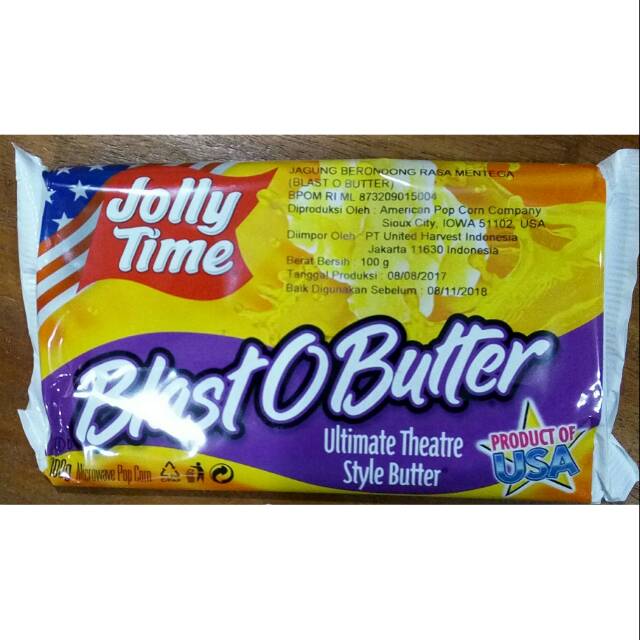 Jolly
Time
JAGUNG BERONDONG RASA MENTEGA
(BLAST O BUTTER)
BPOM RI ML 873209015004
Diproduksi Oleh : American Pop Corn Company
Sioux City, IOWA 51102, USA
Diimpor Oleh : PT United Harvest Indonesia
Jakarta 11630 Indonesia
Berat Bersih : 100 g
Tanggal Produksi : 08/08/2017
Baik Digunakan Sebelum : 08/11/2018
Blast O Butter
Ultimate Theatre
Style Butter
PRODUCT OF
USA
100g Microwave Pop Corn